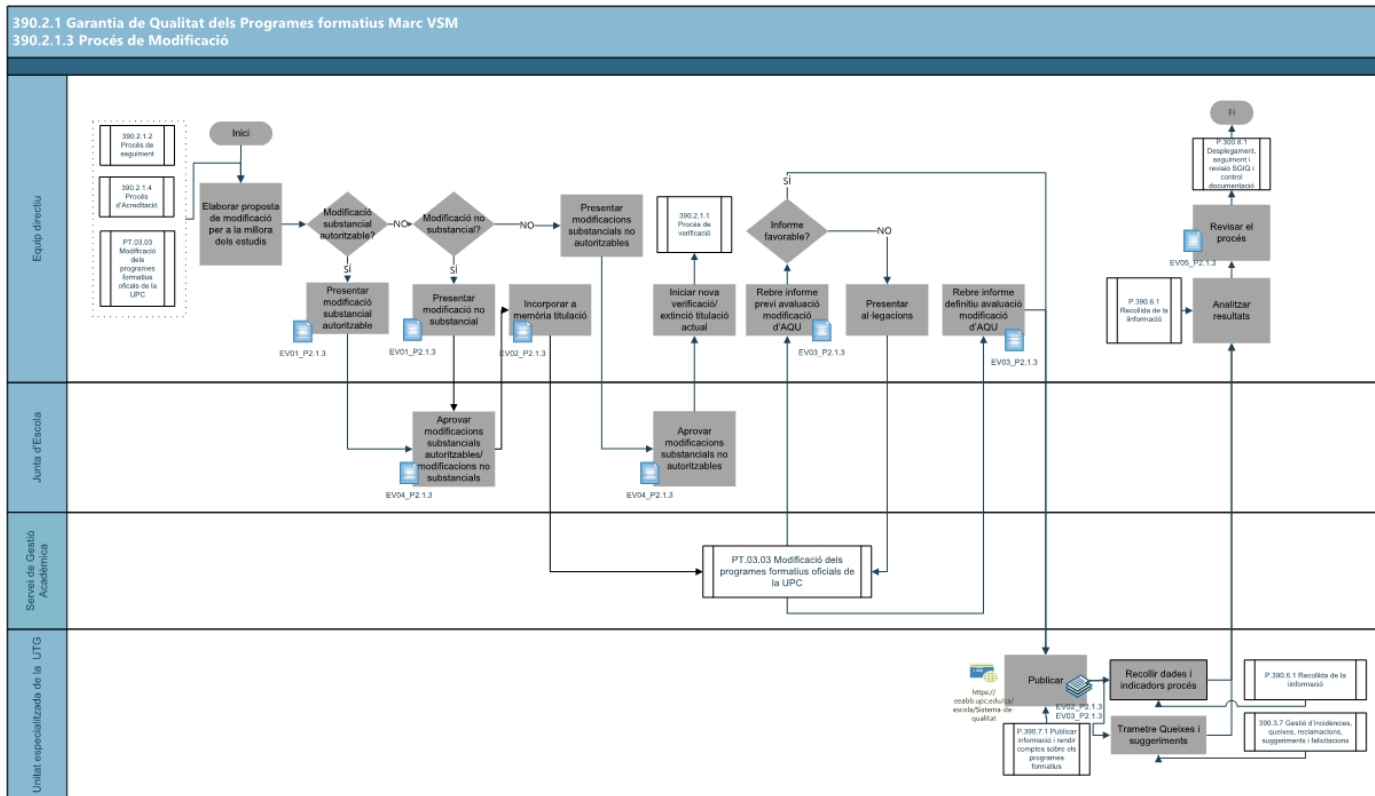 390.2.1 Garantia de Qualitat dels Programes formatius Marc VSM
390.2.1.3 Procés de Modificació
Equip directiu
390.2.1.2
Procés de
seguiment
390.2.1.4
Procés
d'Acreditació
PT.03.03
Modificació
dels
programes
formatius
oficals de la
UPC
Inici
Elaborar proposta
de modificació
per a la millora
dels estudis
Modificació
substancial
autoritzable?
NO
Modificació no
substancial?
NO
Presentar
modificacions
substancials no
autoritzables
SÍ
SÍ
Presentar
modificació
substancial
autoritzable
EV01_P2.1.3
Presentar
modificació no
substancial
EV01_P2.1.3
Incorporar a
memòria titulació
EV02_P2.1.3
390.2.1.1
Procés de
verificació
Iniciar nova
verificació/
extinció titulació
actual
SÍ
Informe
favorable?
NO
Rebre informe
previ avaluació
modificació
d'AQU
EV03_P2.1.3
Presentar
al·legacions
Rebre informe
definitiu avaluació
modificació
d'AQU
EV03_P2.1.3
Fi
P.390.8.1
Desplegament,
seguiment i
revisió SGIQ i
control
documentació
Revisar el
procés
EV05_P2.1.3
P.390.6.1
Recollida de la
iinformació
Analitzar
resultats
Junta d'Escola
Aprovar
modificacions
substancials
autoritzables/
modificacions no
substancials
EV04_P2.1.3
Aprovar
modificacions
substancials no
autoritzables
EV04_P2.1.3
Servei de Gestió
Acadèmica
PT.03.03 Modificació dels
programes formatius oficials de
la UPC
Unitat especialitzada de la UTG
https://
eeabb.upc.edu/ca/
escola/Sistema-de-
qualitat
Publicar
EV02_P2.1.3
EV03_P2.1.3
P.390.7.1 Publicar
informació i rendir
comptes sobre els
programes
formatius
Recollir dades i
indicadors procés
Trametre Queixes i
suggeriments
P.390.6.1 Recollida de la
iinformació
390.3.7 Gestió d'incidències,
queixes, reclamacions,
suggeriments i felicitacions